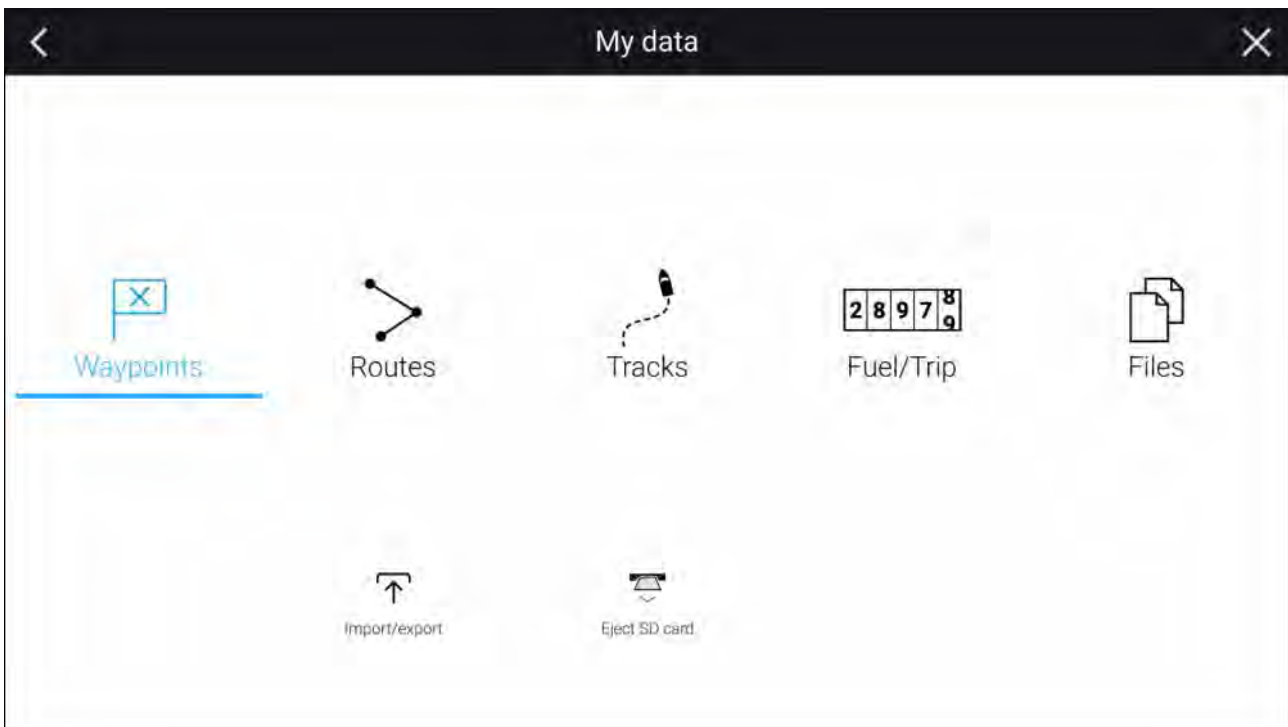 My data
2 8 9 7 8
9
Waypoints
Routes
Tracks
Fuel/Trip
Files
Import/export
Eject SD card